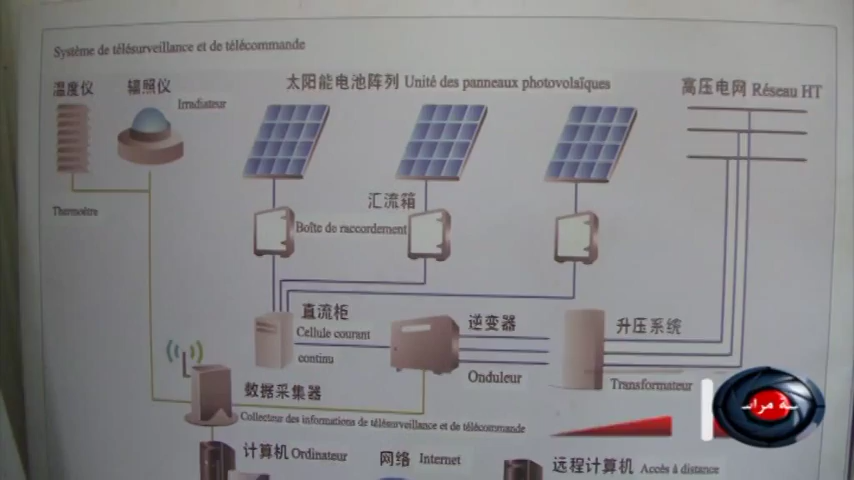 Système de télésurveillance et de télécommande
温度仪
辐照仪
Irradiateur
太阳能电池阵列 Unité des panneaux photovolaïques
高压电网 Réseau HT
Thermoètre
汇流箱
Boîte de raccordement
直流柜
Cellule courant
continu
逆变器
Onduleur
升压系统
Transformateur
数据采集器
Collecteur des informations de télésurveillance et de télécommande
计算机 Ordinateur
网络 Internet
远程计算机 Accès à distance